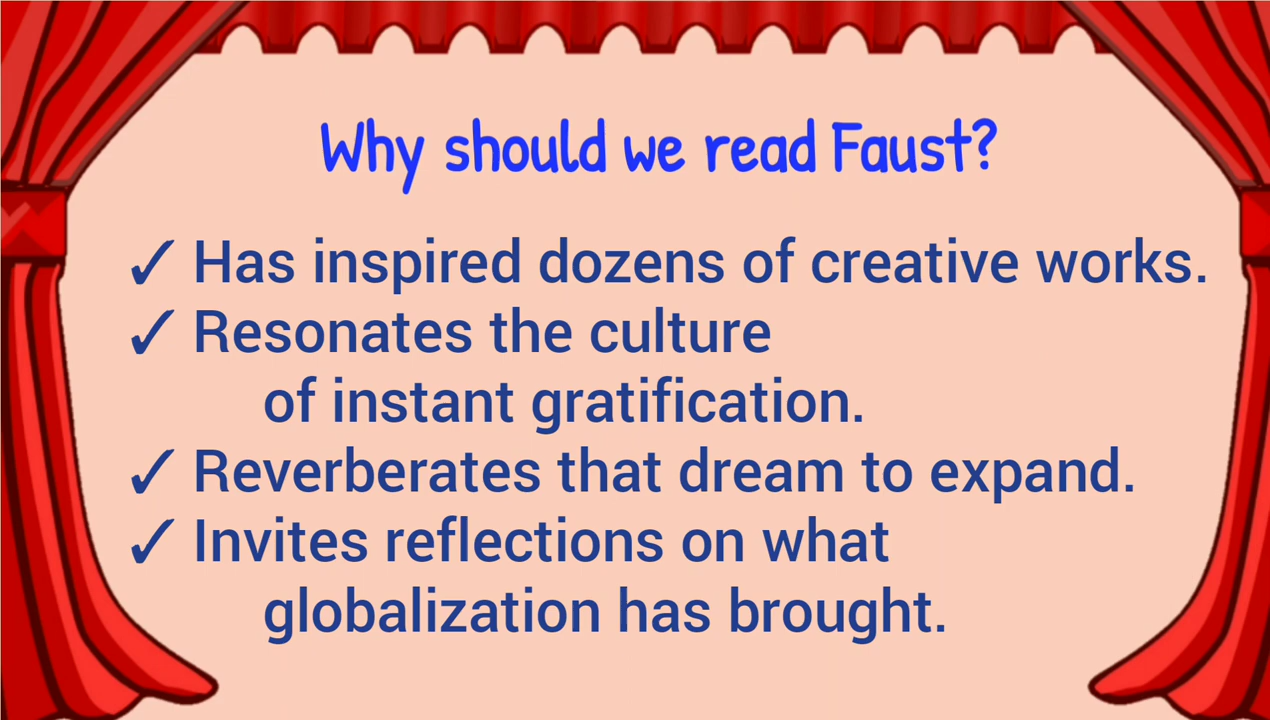 Why should we read Faust?
✓ Has inspired dozens of creative works.
✓ Resonates the culture
of instant gratification.
✓ Reverberates that dream to expand.
✓ Invites reflections on what
globalization has brought.